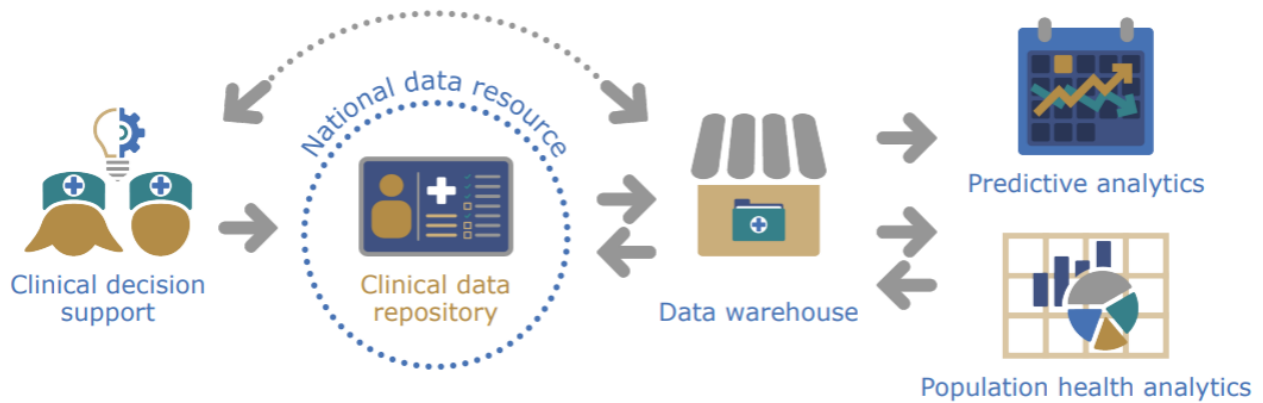 National data resource
Clinical decision
support
Clinical data
repository
Data warehouse
Predictive analytics
Population health analytics